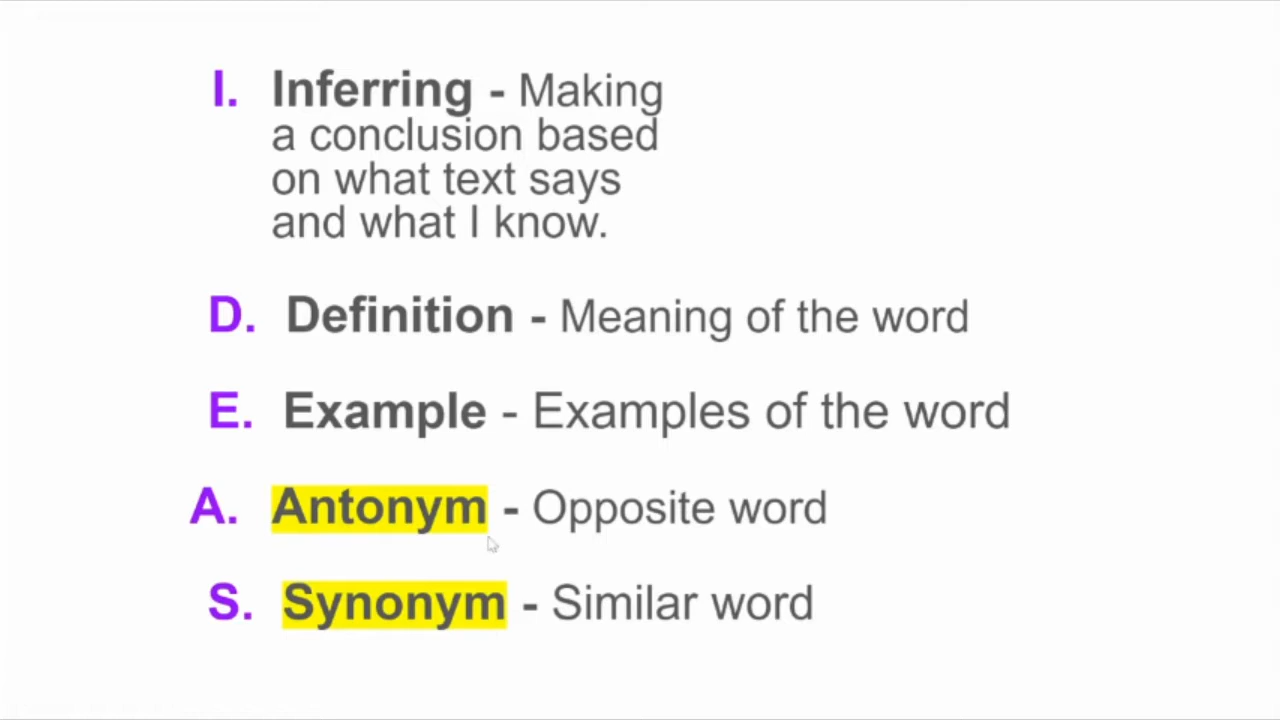 I. Inferring - Making
a conclusion based
on what text says
and what I know.
D. Definition - Meaning of the word
E. Example - Examples of the word
A. Antonym - Opposite word
S. Synonym - Similar word